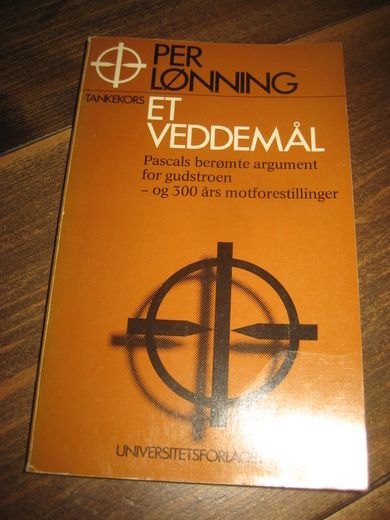 PER
LØNNING
TANKEKORS
ET
VEDDEMÅL
Pascals berømte argument
for gudstroen
– og 300 års motforestillinger
UNIVERSITETSFORLAGET